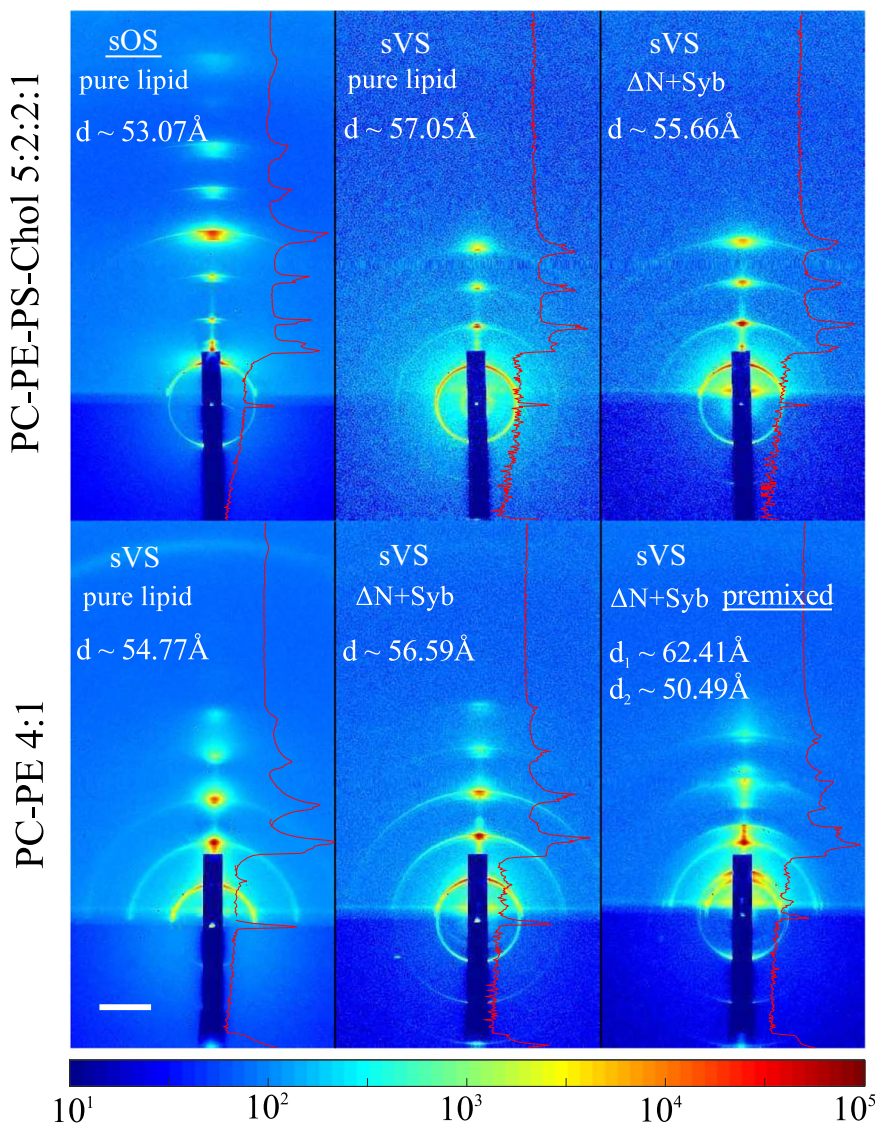 PC-PE-PS-Chol 5:2:2:1
sOS
pure lipid
d ~ 53.07Å
sVS
pure lipid
d ~ 57.05Å
sVS
ΔN+Syb
d ~ 55.66Å
PC-PE 4:1
sVS
pure lipid
d ~ 54.77Å
sVS
ΔN+Syb
d ~ 56.59Å
sVS
ΔN+Syb premixed
d₁ ~ 62.41Å
d₂ ~ 50.49Å
10¹ 10² 10³ 10⁴ 10⁵